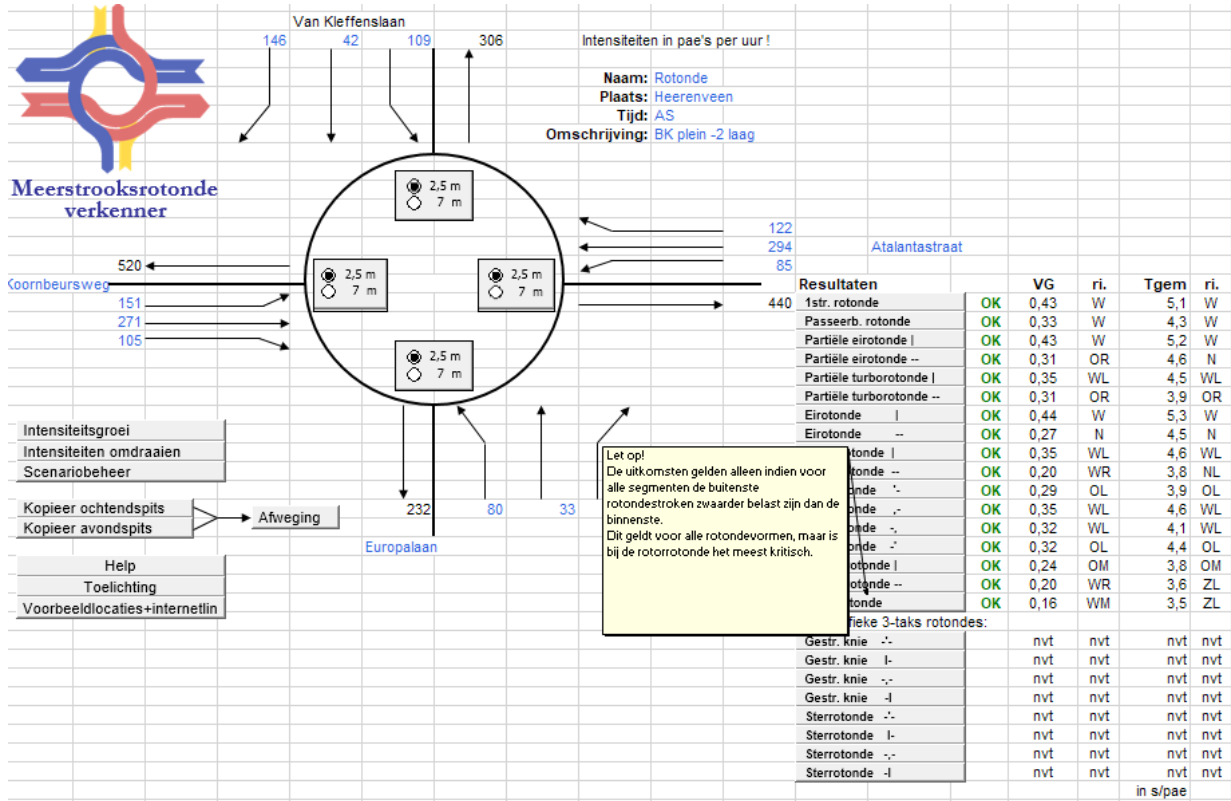 Van Kleffenslaan
146 42 109 306 Intensiteiten in pae's per uur !
Naam: Rotonde
Plaats: Heerenveen
Tijd: AS
Omschrijving: BK plein -2 laag
Meerstrooksrotonde
verkenner
2,5 m
7 m
122
294 Atalantastraat
85
520
Koornbeursweg
2,5 m
7 m
2,5 m
7 m
151
271
105
440
2,5 m
7 m
232 80 33
Europalaan
Intensiteitsgroei
Intensiteiten omdraaien
Scenariobeheer
Kopieer ochtendspits
Kopieer avondspits
Afweging
Help
Toelichting
Voorbeeldlocaties+internetlin
Let op!
De uitkomsten gelden alleen indien voor
alle segmenten de buitenste
rotondestroken zwaarder belast zijn dan de
binnenste.
Dit geldt voor alle rotondevormen, maar is
bij de rotorrotonde het meest kritisch.
Resultaten VG ri. Tgem ri.
1str. rotonde OK 0,43 W 5,1 W
Passeerb. rotonde OK 0,33 W 4,3 W
Partiële eirotonde | OK 0,43 W 5,2 W
Partiële eirotonde -- OK 0,31 OR 4,6 N
Partiële turborotonde | OK 0,35 WL 4,5 WL
Partiële turborotonde -- OK 0,31 OR 3,9 OR
Eirotonde | OK 0,44 W 5,3 W
Eirotonde -- OK 0,27 N 4,5 N
otonde | OK 0,35 WL 4,6 WL
otonde -- OK 0,20 WR 3,8 NL
onde '- OK 0,29 OL 3,9 OL
onde ,- OK 0,35 WL 4,6 WL
onde -, OK 0,32 WL 4,1 WL
onde -' OK 0,32 OL 4,4 OL
otonde | OK 0,24 OM 3,8 OM
otonde -- OK 0,20 WR 3,6 ZL
tonde OK 0,16 WM 3,5 ZL
fieke 3-taks rotondes:
Gestr. knie -'- nvt nvt nvt nvt
Gestr. knie I- nvt nvt nvt nvt
Gestr. knie -,- nvt nvt nvt nvt
Gestr. knie -I nvt nvt nvt nvt
Sterrotonde -'- nvt nvt nvt nvt
Sterrotonde I- nvt nvt nvt nvt
Sterrotonde -,- nvt nvt nvt nvt
Sterrotonde -I nvt nvt nvt nvt
in s/pae